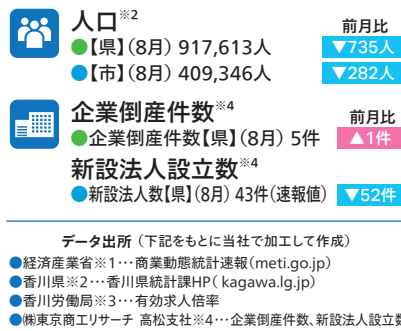 人口※2 前月比
●【県】（8月） 917,613人 ▼735人
●【市】（8月） 409,346人 ▼282人
企業倒産件数※4 前月比
●企業倒産件数【県】（8月） 5件 ▲1件
新設法人設立数※4
●新設法人数【県】（8月） 43件（速報値） ▼52件
データ出所（下記をもとに当社で加工して作成）
●経済産業省※1…商業動態統計速報（meti.go.jp）
●香川県※2…香川県統計課HP（ kagawa.lg.jp）
●香川労働局※3…有効求人倍率
●㈱東京商工リサーチ 高松支社※4…企業倒産件数、新設法人設立数